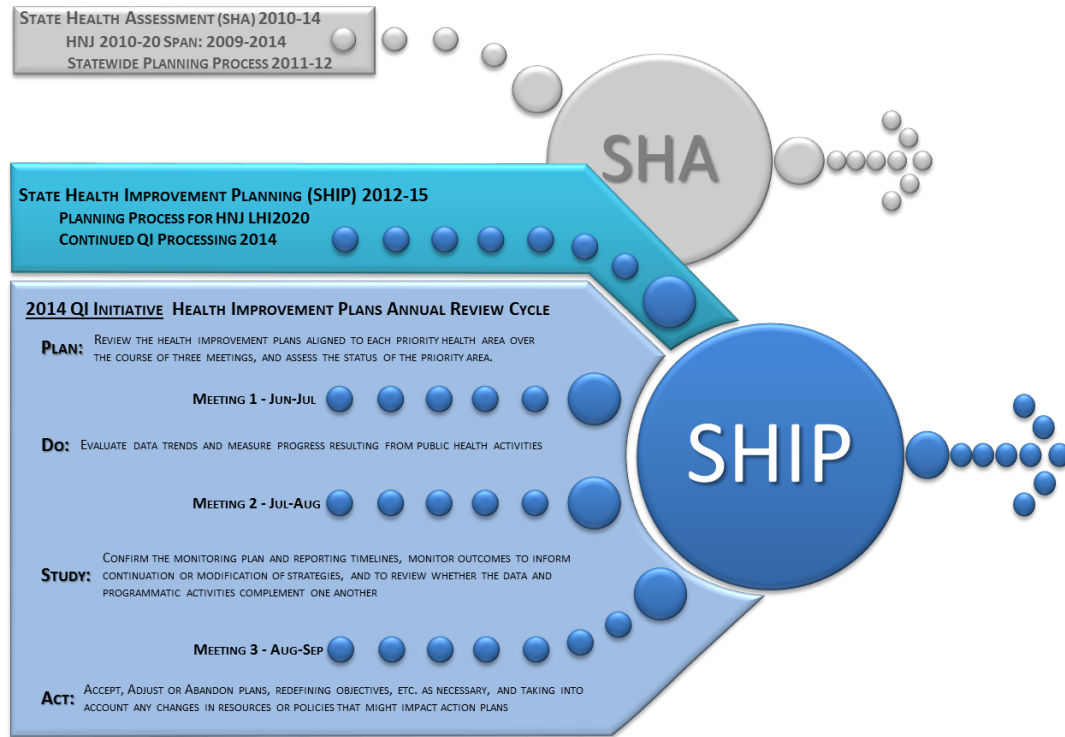 STATE HEALTH ASSESSMENT (SHA) 2010-14
HNJ 2010-20 SPAN: 2009-2014
STATEWIDE PLANNING PROCESS 2011-12
SHA
STATE HEALTH IMPROVEMENT PLANNING (SHIP) 2012-15
PLANNING PROCESS FOR HNJ LHI2020
CONTINUED QI PROCESSING 2014
2014 QI INITIATIVE HEALTH IMPROVEMENT PLANS ANNUAL REVIEW CYCLE
PLAN: REVIEW THE HEALTH IMPROVEMENT PLANS ALIGNED TO EACH PRIORITY HEALTH AREA OVER
THE COURSE OF THREE MEETINGS, AND ASSESS THE STATUS OF THE PRIORITY AREA.
MEETING 1 - JUN-JUL
DO: EVALUATE DATA TRENDS AND MEASURE PROGRESS RESULTING FROM PUBLIC HEALTH ACTIVITIES
SHIP
MEETING 2 - JUL-AUG
STUDY: CONFIRM THE MONITORING PLAN AND REPORTING TIMELINES, MONITOR OUTCOMES TO INFORM
CONTINUATION OR MODIFICATION OF STRATEGIES, AND TO REVIEW WHETHER THE DATA AND
PROGRAMMATIC ACTIVITIES COMPLEMENT ONE ANOTHER
MEETING 3 - AUG-SEP
ACT: ACCEPT, ADJUST OR ABANDON PLANS, REDEFINING OBJECTIVES, ETC. AS NECESSARY, AND TAKING INTO
ACCOUNT ANY CHANGES IN RESOURCES OR POLICIES THAT MIGHT IMPACT ACTION PLANS